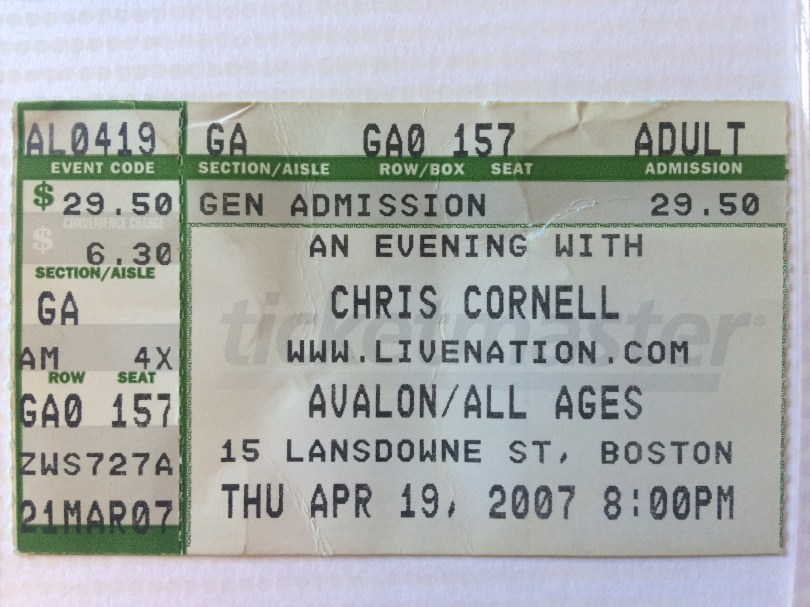 AL0419
EVENT CODE
$ 29.50
CONVENIENCE CHARGE
$ 6.30
SECTION/AISLE
GA
AM 4X
ROW SEAT
GA0 157
ZWS727A
21MAR07
GA GA0 157 ADULT
SECTION/AISLE ROW/BOX SEAT ADMISSION
GEN ADMISSION 29.50
AN EVENING WITH
CHRIS CORNELL
ticketmaster®
WWW.LIVENATION.COM
AVALON/ALL AGES
15 LANSDOWNE ST, BOSTON
THU APR 19, 2007 8:00PM